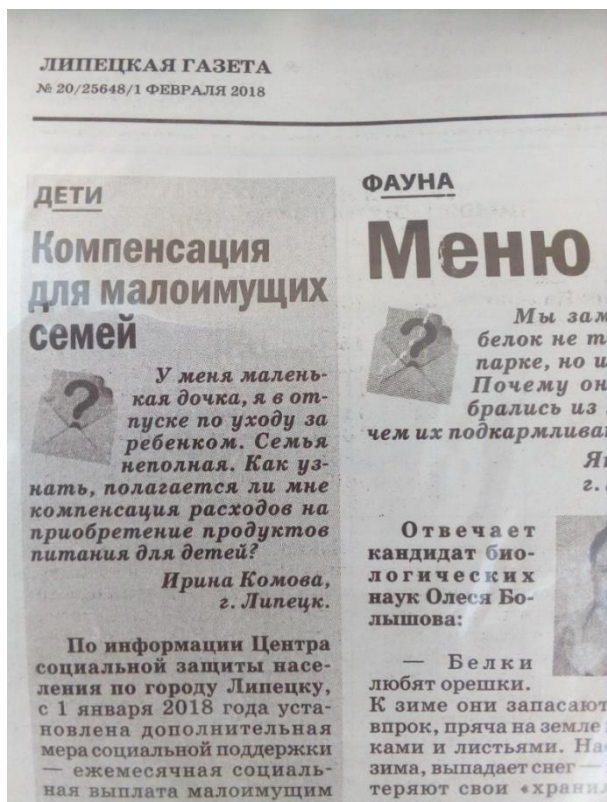 ЛИПЕЦКАЯ ГАЗЕТА
№ 20/25648/1 ФЕВРАЛЯ 2018
ДЕТИ
Компенсация
для малоимущих
семей
У меня малень-
кая дочка, я в от-
пуске по уходу за
ребенком. Семья
неполная. Как уз-
нать, полагается ли мне
компенсация расходов на
приобретение продуктов
питания для детей?
Ирина Комова,
г. Липецк.
По информации Центра
социальной защиты насе-
ления по городу Липецку,
с 1 января 2018 года уста-
новлена дополнительная
мера социальной поддержки
— ежемесячная социаль-
ная выплата малоимущим
ФАУНА
Меню
Мы
белок не
парке, но
Почему
брались из
чем их
г.
Отвечает
кандидат био-
логических
наук Олеся Бо-
лышова:
— Белки
любят орешки.
К зиме они запасают
впрок, пряча на земле
ками и листьями.
зима, выпадает снег —
теряют свои